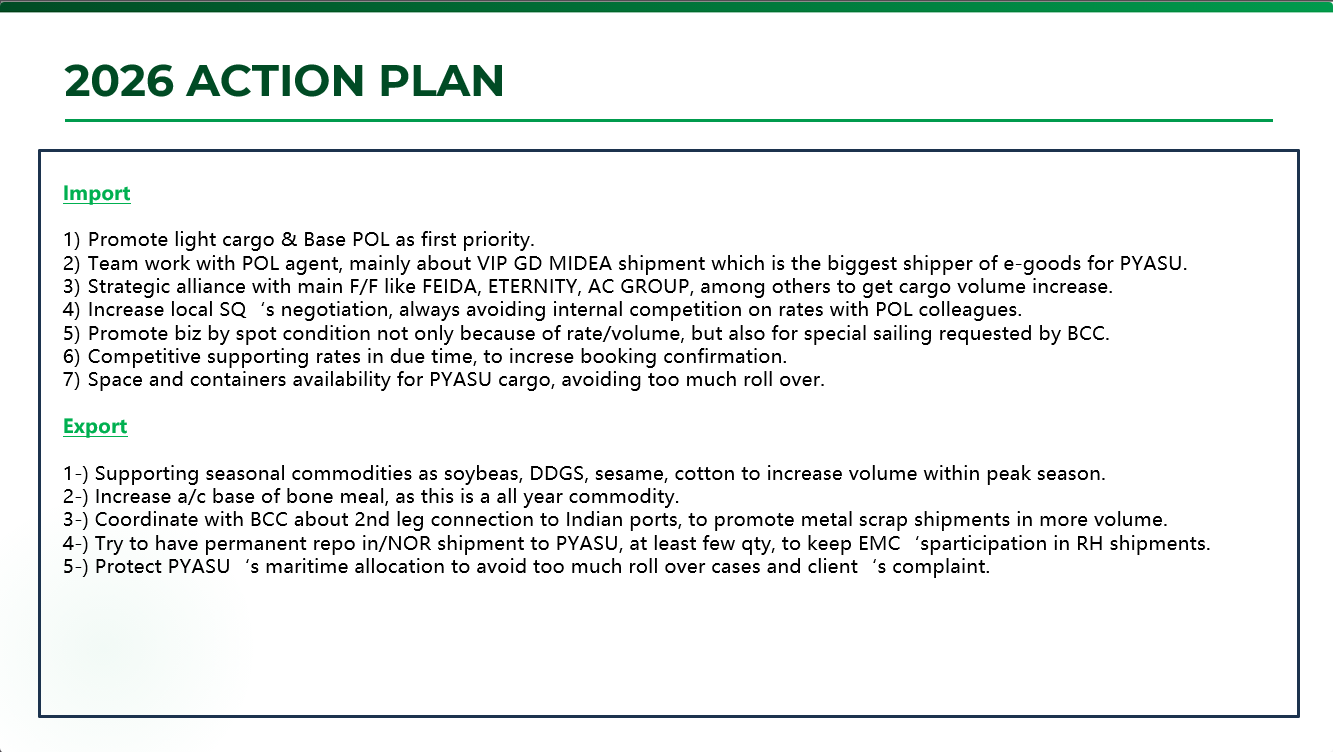 2026 ACTION PLAN
Import
1) Promote light cargo & Base POL as first priority.
2) Team work with POL agent, mainly about VIP GD MIDEA shipment which is the biggest shipper of e-goods for PYASU.
3) Strategic alliance with main F/F like FEIDA, ETERNITY, AC GROUP, among others to get cargo volume increase.
4) Increase local SQ‘s negotiation, always avoiding internal competition on rates with POL colleagues.
5) Promote biz by spot condition not only because of rate/volume, but also for special sailing requested by BCC.
6) Competitive supporting rates in due time, to increse booking confirmation.
7) Space and containers availability for PYASU cargo, avoiding too much roll over.
Export
1-) Supporting seasonal commodities as soybeas, DDGS, sesame, cotton to increase volume within peak season.
2-) Increase a/c base of bone meal, as this is a all year commodity.
3-) Coordinate with BCC about 2nd leg connection to Indian ports, to promote metal scrap shipments in more volume.
4-) Try to have permanent repo in/NOR shipment to PYASU, at least few qty, to keep EMC‘sparticipation in RH shipments.
5-) Protect PYASU‘s maritime allocation to avoid too much roll over cases and client‘s complaint.